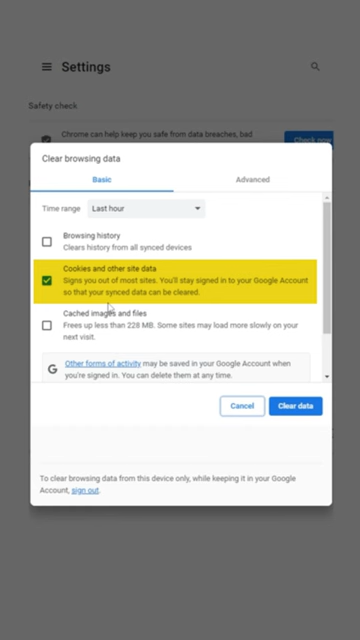 Settings
Safety check
Chrome can help keep you safe from data breaches, bad
Check now
Clear browsing data
Basic
Advanced
Time range
Last hour
Browsing history
Clears history from all synced devices
Cookies and other site data
Signs you out of most sites. You'll stay signed in to your Google Account
so that your synced data can be cleared.
Cached images and files
Frees up less than 228 MB. Some sites may load more slowly on your
next visit.
G
Other forms of activity may be saved in your Google Account when
you're signed in. You can delete them at any time.
Cancel
Clear data
To clear browsing data from this device only, while keeping it in your Google
Account, sign out.